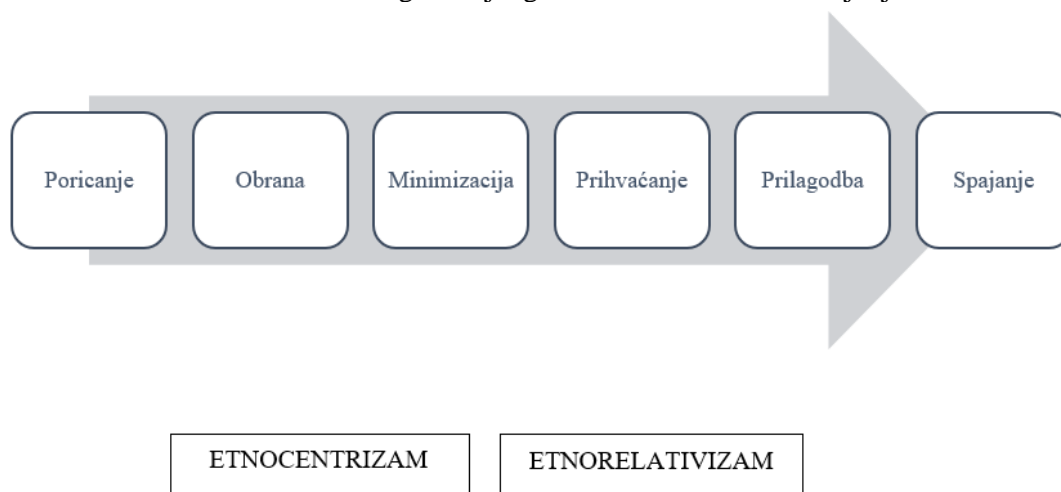 Poricanje
Obrana
Minimizacija
Prihvaćanje
Prilagodba
Spajanje
ETNOCENTRIZAM
ETNORELATIVIZAM